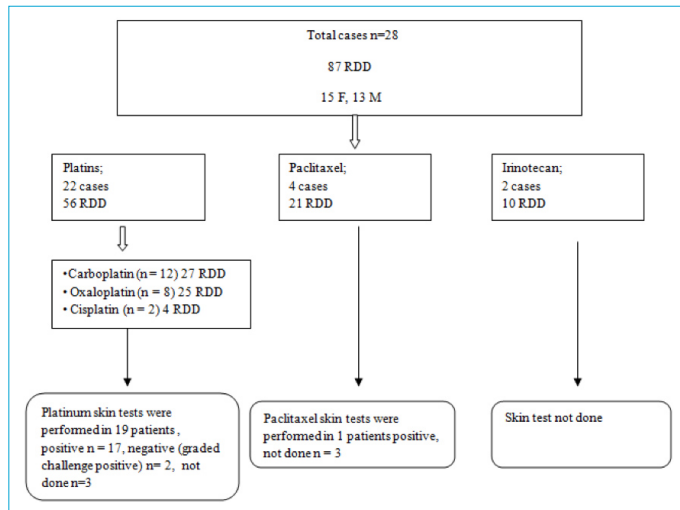 Total cases n=28
87 RDD
15 F, 13 M
Platins;
22 cases
56 RDD
Paclitaxel;
4 cases
21 RDD
Irinotecan;
2 cases
10 RDD
•Carboplatin (n = 12) 27 RDD
• Oxaloplatin (n = 8) 25 RDD
• Cisplatin (n = 2) 4 RDD
Platinum skin tests were
performed in 19 patients ,
positive n = 17, negative (graded
challenge positive) n= 2, not
done n=3
Paclitaxel skin tests were
performed in 1 patients positive,
not done n = 3
Skin test not done